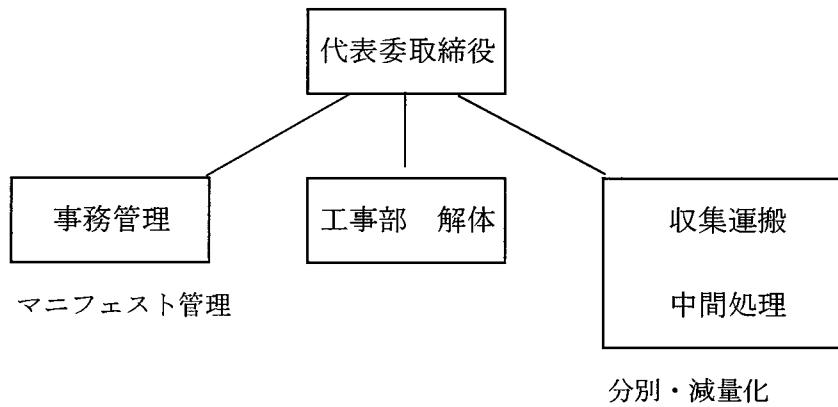 代表委取締役
事務管理
工事部　解体
収集運搬
マニフェスト管理
中間処理
分別・減量化